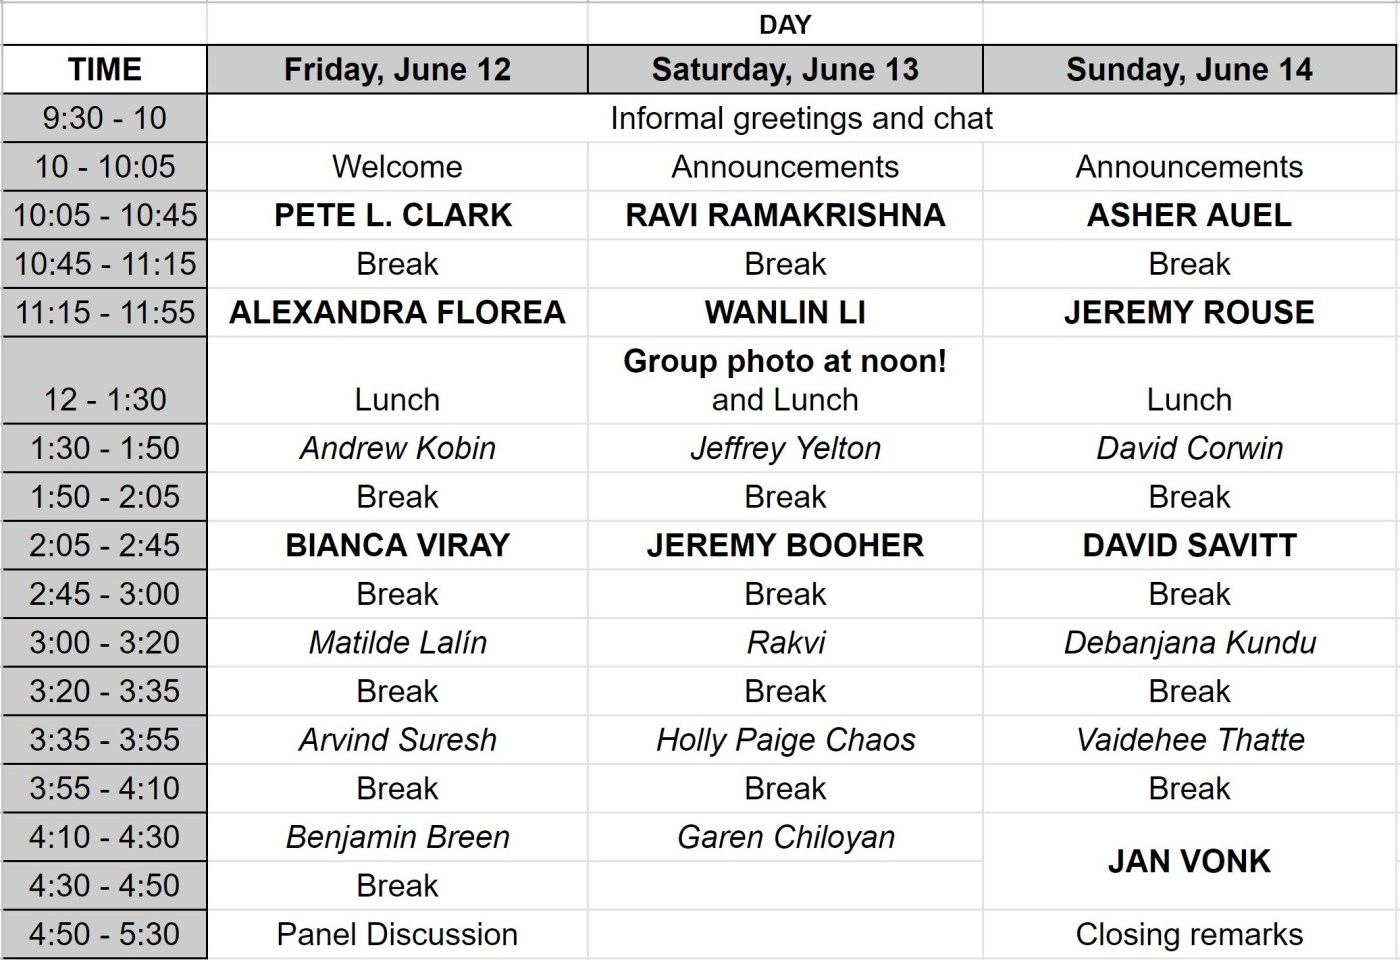 DAY
TIME Friday, June 12 Saturday, June 13 Sunday, June 14
9:30 - 10 Informal greetings and chat
10 - 10:05 Welcome Announcements Announcements
10:05 - 10:45 PETE L. CLARK RAVI RAMAKRISHNA ASHER AUEL
10:45 - 11:15 Break Break Break
11:15 - 11:55 ALEXANDRA FLOREA WANLIN LI JEREMY ROUSE
Group photo at noon!
12 - 1:30 Lunch and Lunch Lunch
1:30 - 1:50 Andrew Kobin Jeffrey Yelton David Corwin
1:50 - 2:05 Break Break Break
2:05 - 2:45 BIANCA VIRAY JEREMY BOOHER DAVID SAVITT
2:45 - 3:00 Break Break Break
3:00 - 3:20 Matilde Lalín Rakvi Debanjana Kundu
3:20 - 3:35 Break Break Break
3:35 - 3:55 Arvind Suresh Holly Paige Chaos Vaidehee Thatte
3:55 - 4:10 Break Break Break
4:10 - 4:30 Benjamin Breen Garen Chiloyan
JAN VONK
4:30 - 4:50 Break
4:50 - 5:30 Panel Discussion Closing remarks